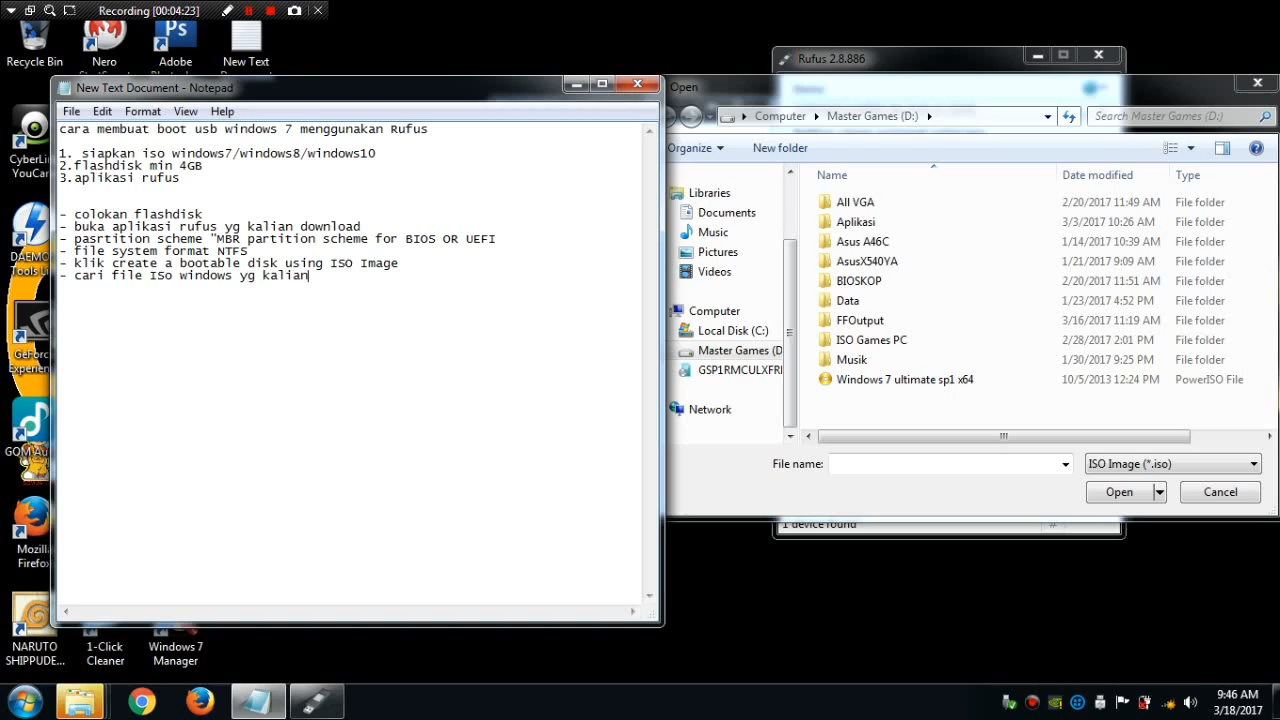 Recording [00:04:23]
Recycle Bin
Nero
Adobe
New Text
Ps
Rufus 2.8.886
New Text Document - Notepad
File Edit Format View Help
cara membuat boot usb windows 7 menggunakan Rufus
1. siapkan iso windows7/windows8/windows10
2.flashdisk min 4GB
3.aplikasi rufus
- colokan flashdisk
- buka aplikasi rufus yg kalian download
- pasrtition scheme "MBR partition scheme for BIOS OR UEFI
- file system format NTFS
- klik create a bootable disk using ISO Image
- cari file ISo windows yg kalian
Open
Computer Master Games (D:)
Search Master Games (D:)
Organize New folder
Name Date modified Type
Libraries
Documents
Music
Pictures
Videos
Computer
Local Disk (C:)
Master Games (D
GSP1RMCULXFRE
Network
All VGA 2/20/2017 11:49 AM File folder
Aplikasi 3/3/2017 10:26 AM File folder
Asus A46C 1/14/2017 10:39 AM File folder
AsusX540YA 1/21/2017 9:09 AM File folder
BIOSKOP 2/20/2017 11:51 AM File folder
Data 1/23/2017 4:52 PM File folder
FFOutput 3/16/2017 11:19 AM File folder
ISO Games PC 2/28/2017 2:01 PM File folder
Musik 1/30/2017 9:25 PM File folder
Windows 7 ultimate sp1 x64 10/5/2013 12:24 PM PowerISO File
File name: ISO Image (*.iso)
Open Cancel
1 device found
CyberLin
YouCar
DAEMO
Tools Li
GeForc
Experien
GOM Au
Mozill
Firefo
NARUTO
SHIPPUDE...
1-Click
Cleaner
Windows 7
Manager
9:46 AM
3/18/2017